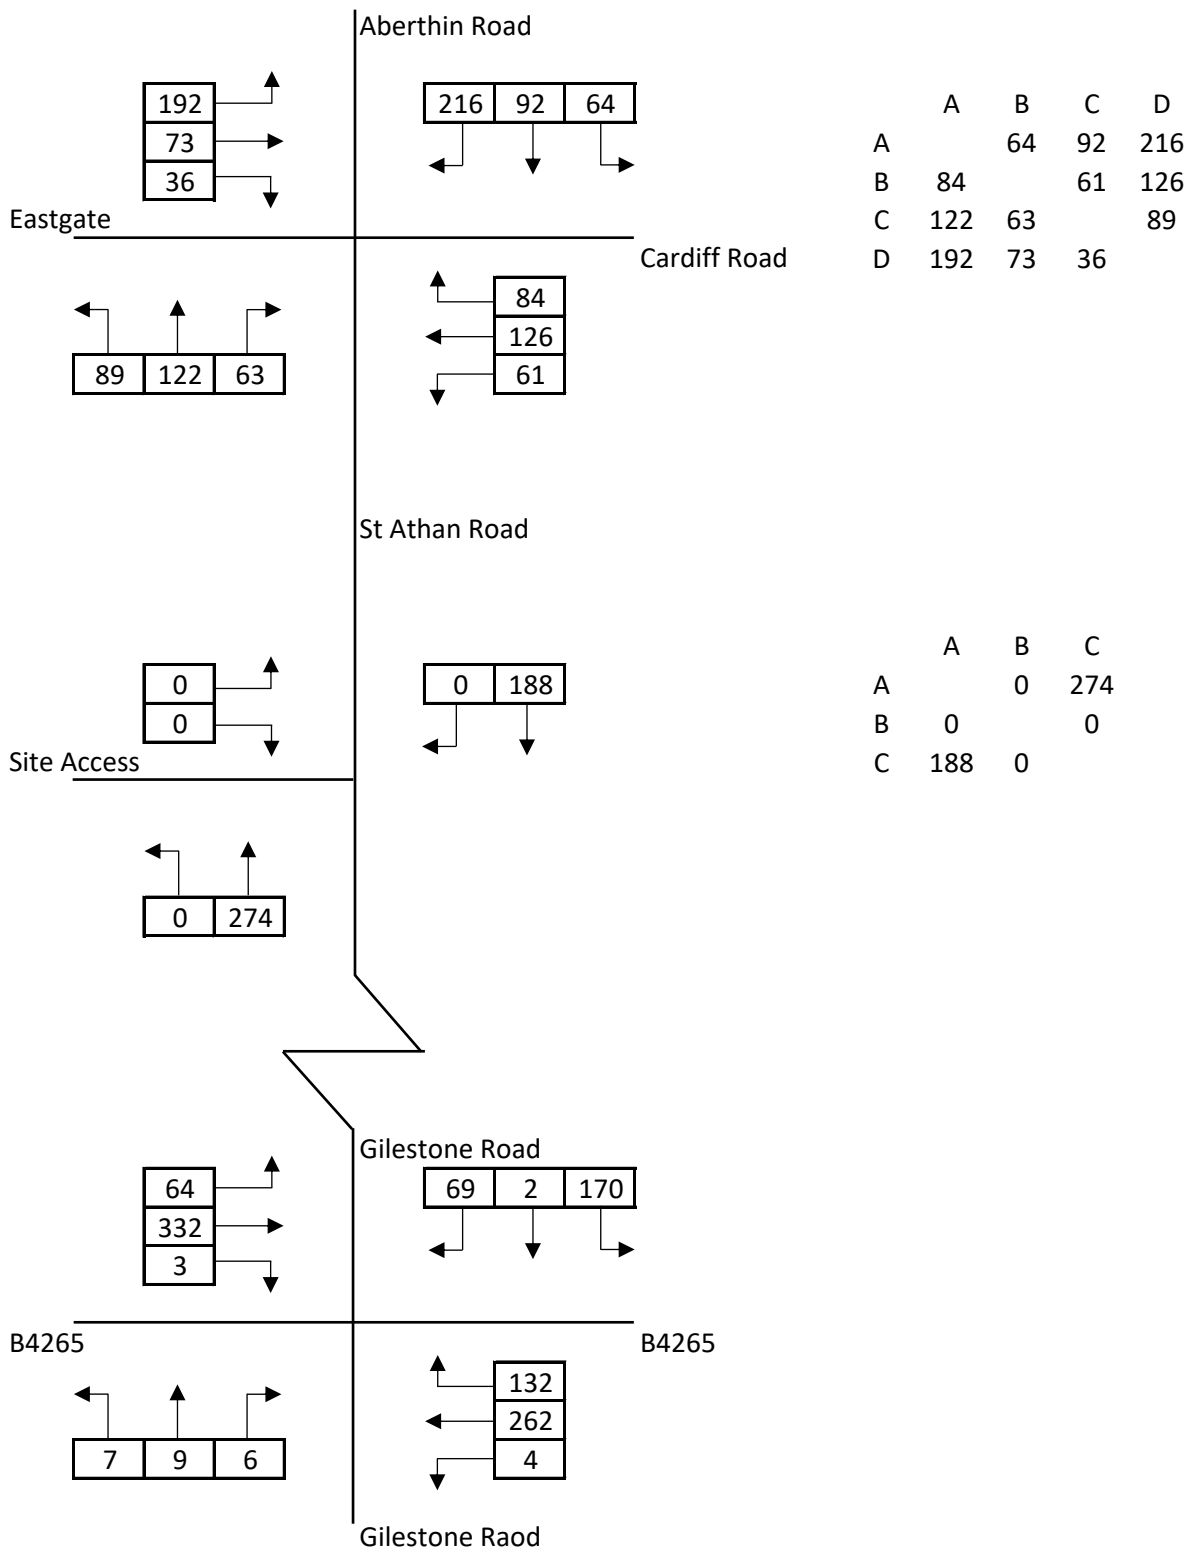 Aberthin Road
192
73
36
216 92 64
A B C D
A 64 92 216
B 84 61 126
C 122 63 89
D 192 73 36
Eastgate
Cardiff Road
84
126
61
89 122 63
St Athan Road
0
0
0 188
A B C
A 0 274
B 0 0
C 188 0
Site Access
0 274
Gilestone Road
64
332
3
69 2 170
B4265
B4265
132
262
4
7 9 6
Gilestone Raod